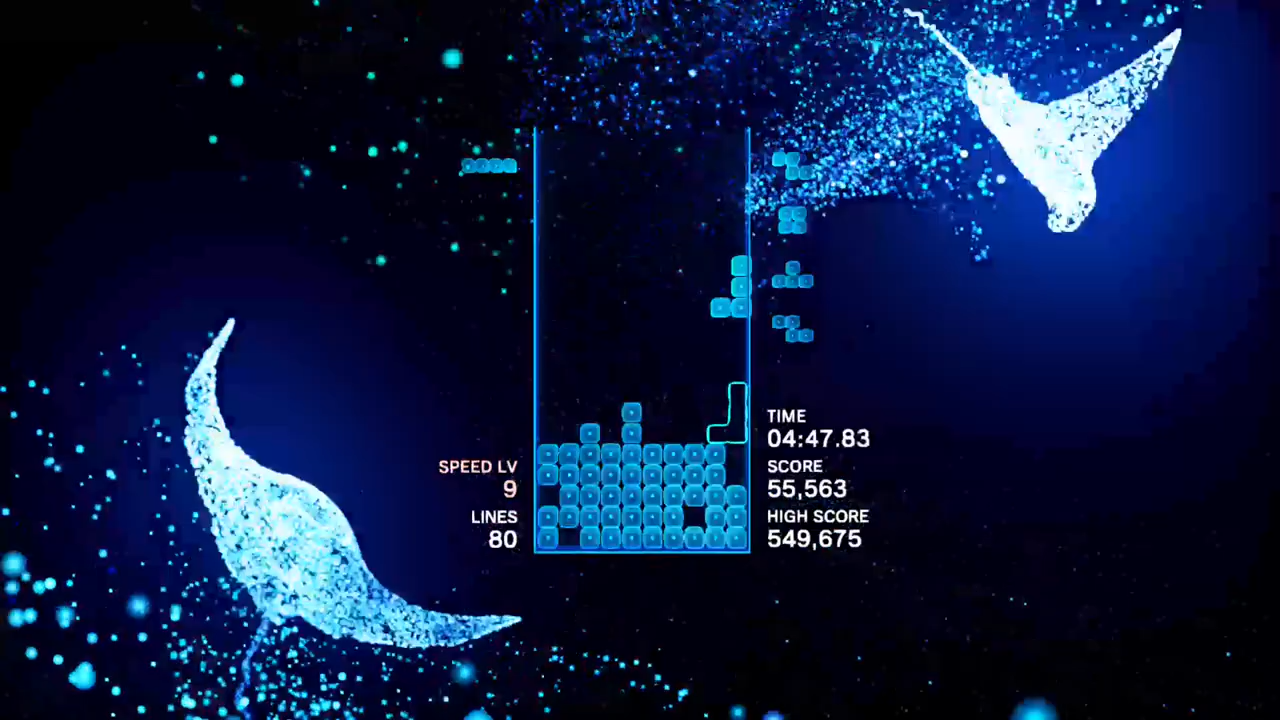 SPEED LV
9
LINES
80
TIME
04:47.83
SCORE
55,563
HIGH SCORE
549,675